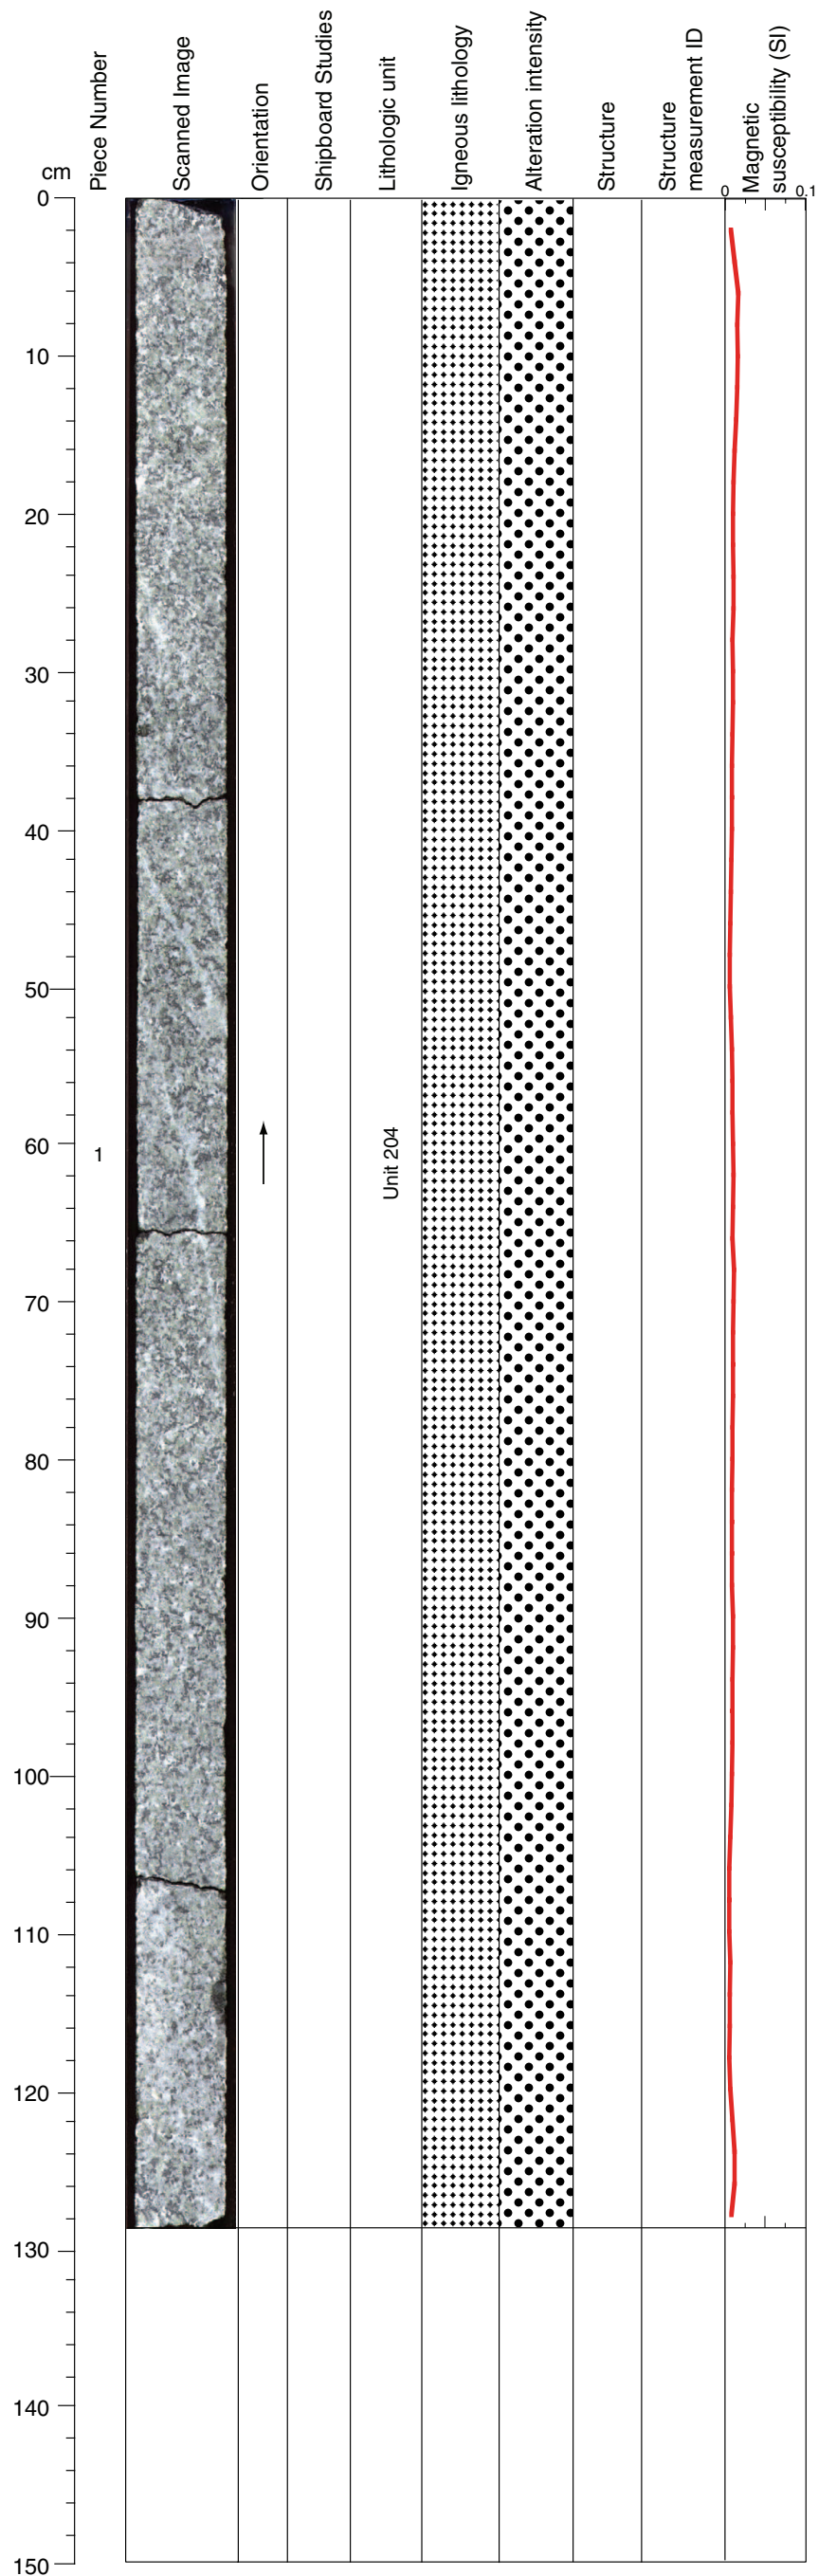 cm
Piece Number
Scanned Image
Orientation
Shipboard Studies
Lithologic unit
Igneous lithology
Alteration intensity
Structure
Structure
measurement ID
Magnetic
susceptibility (SI)
0
0.1
0
10
20
30
40
50
60
70
80
90
100
110
120
130
140
150
1
Unit 204